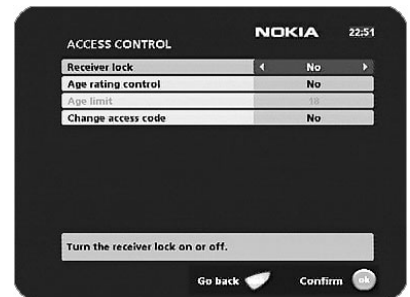 NOKIA 22:51
ACCESS CONTROL
Receiver lock No
Age rating control No
Age limit 18
Change access code No
Turn the receiver lock on or off.
Go back Confirm ok